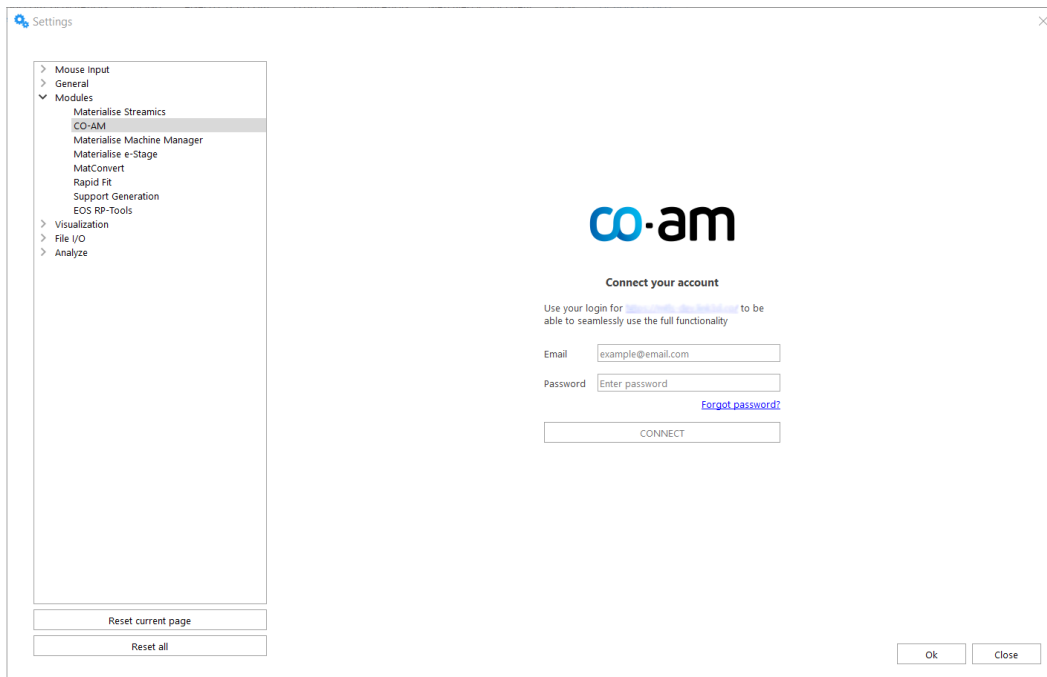 Settings
Mouse Input
General
Modules
Materialise Streamics
CO-AM
Materialise Machine Manager
Materialise e-Stage
MatConvert
Rapid Fit
Support Generation
EOS RP-Tools
Visualization
File I/O
Analyze
co·am
Connect your account
Use your login for to be
able to seamlessly use the full functionality
Email
example@email.com
Password
Enter password
Forgot password?
CONNECT
Reset current page
Reset all
Ok
Close